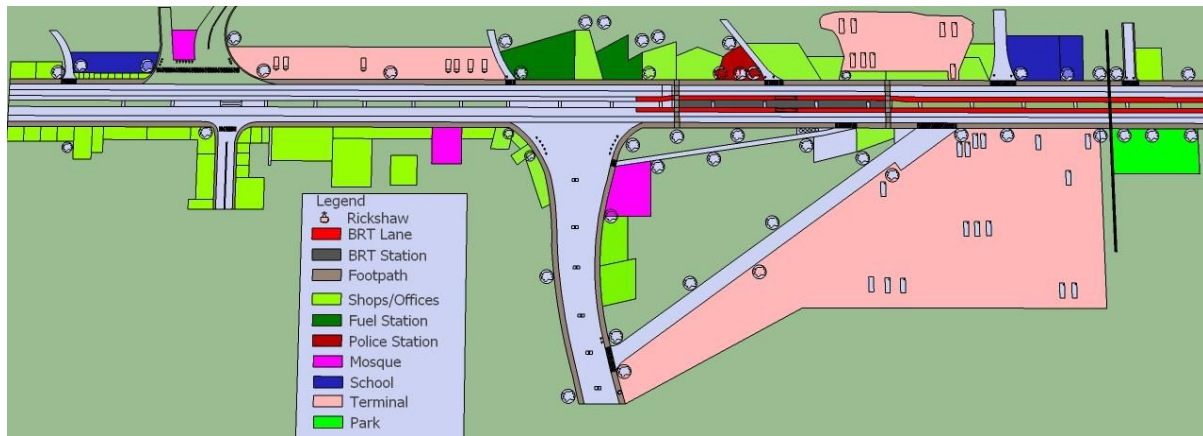 Legend
Rickshaw
BRT Lane
BRT Station
Footpath
Shops/Offices
Fuel Station
Police Station
Mosque
School
Terminal
Park